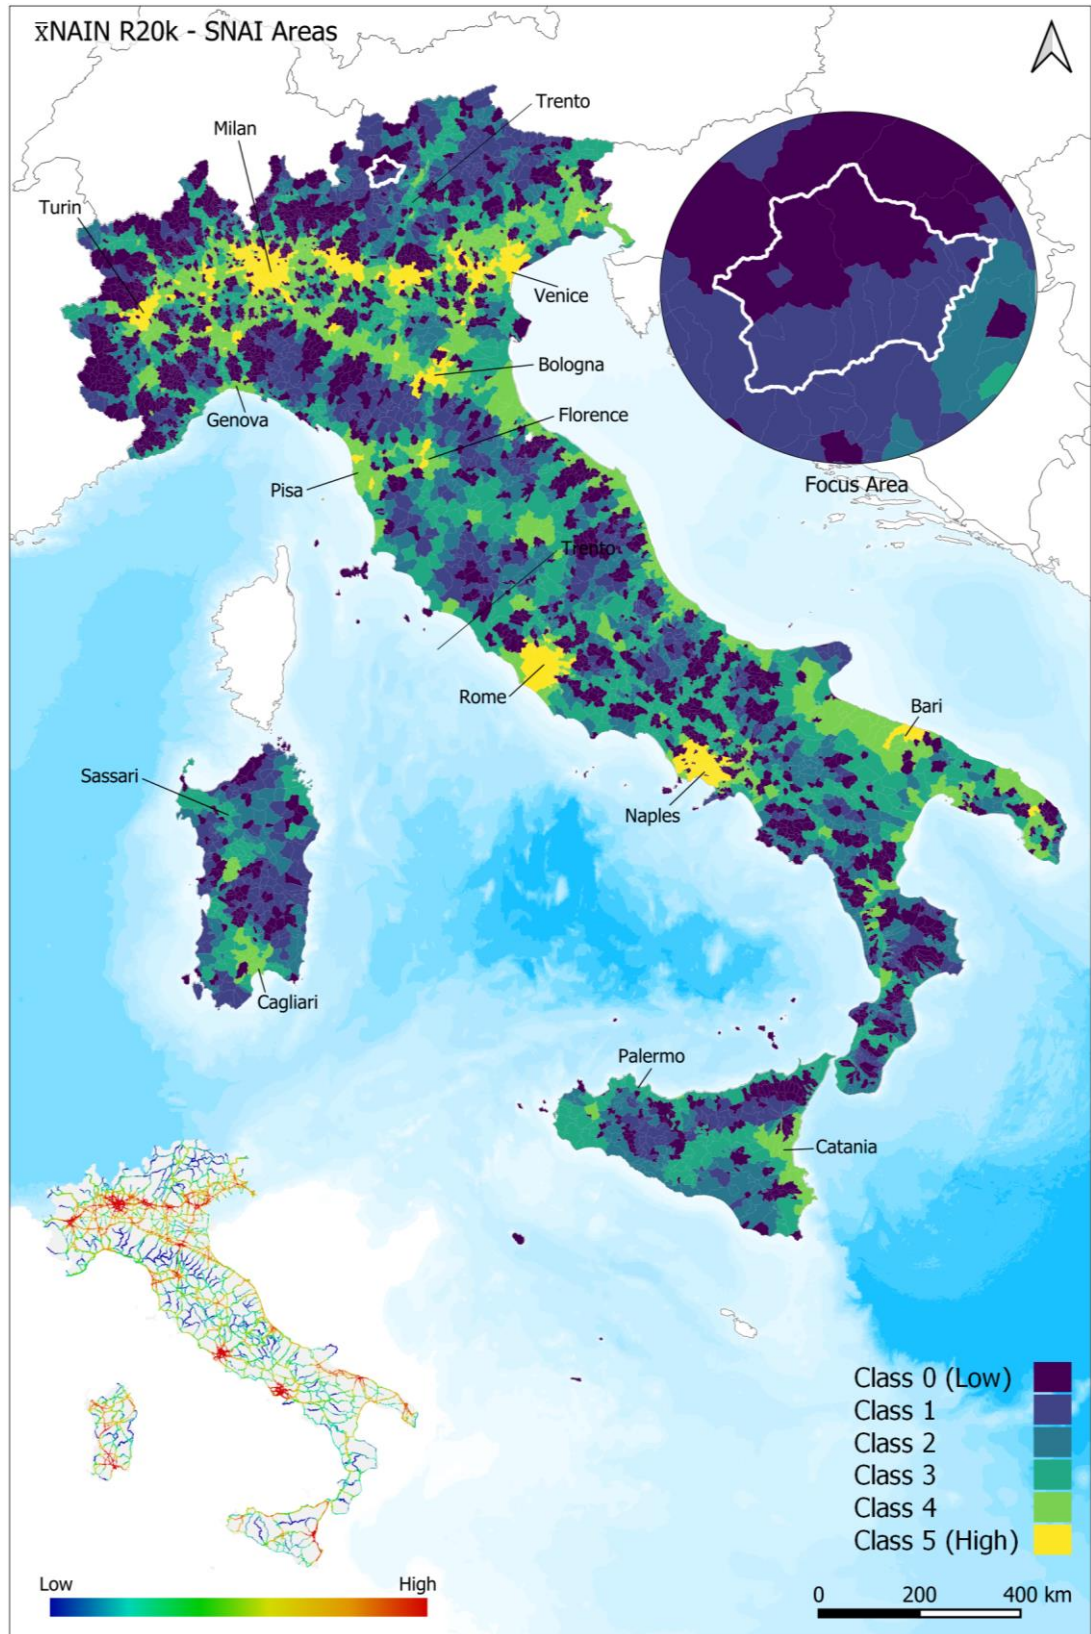 x̅NAIN R20k - SNAI Areas
Trento
Milan
Turin
Venice
Bologna
Genova
Florence
Pisa
Focus Area
Trento
Rome
Bari
Sassari
Naples
Cagliari
Palermo
Catania
Class 0 (Low)
Class 1
Class 2
Class 3
Class 4
Class 5 (High)
Low High
0 200 400 km